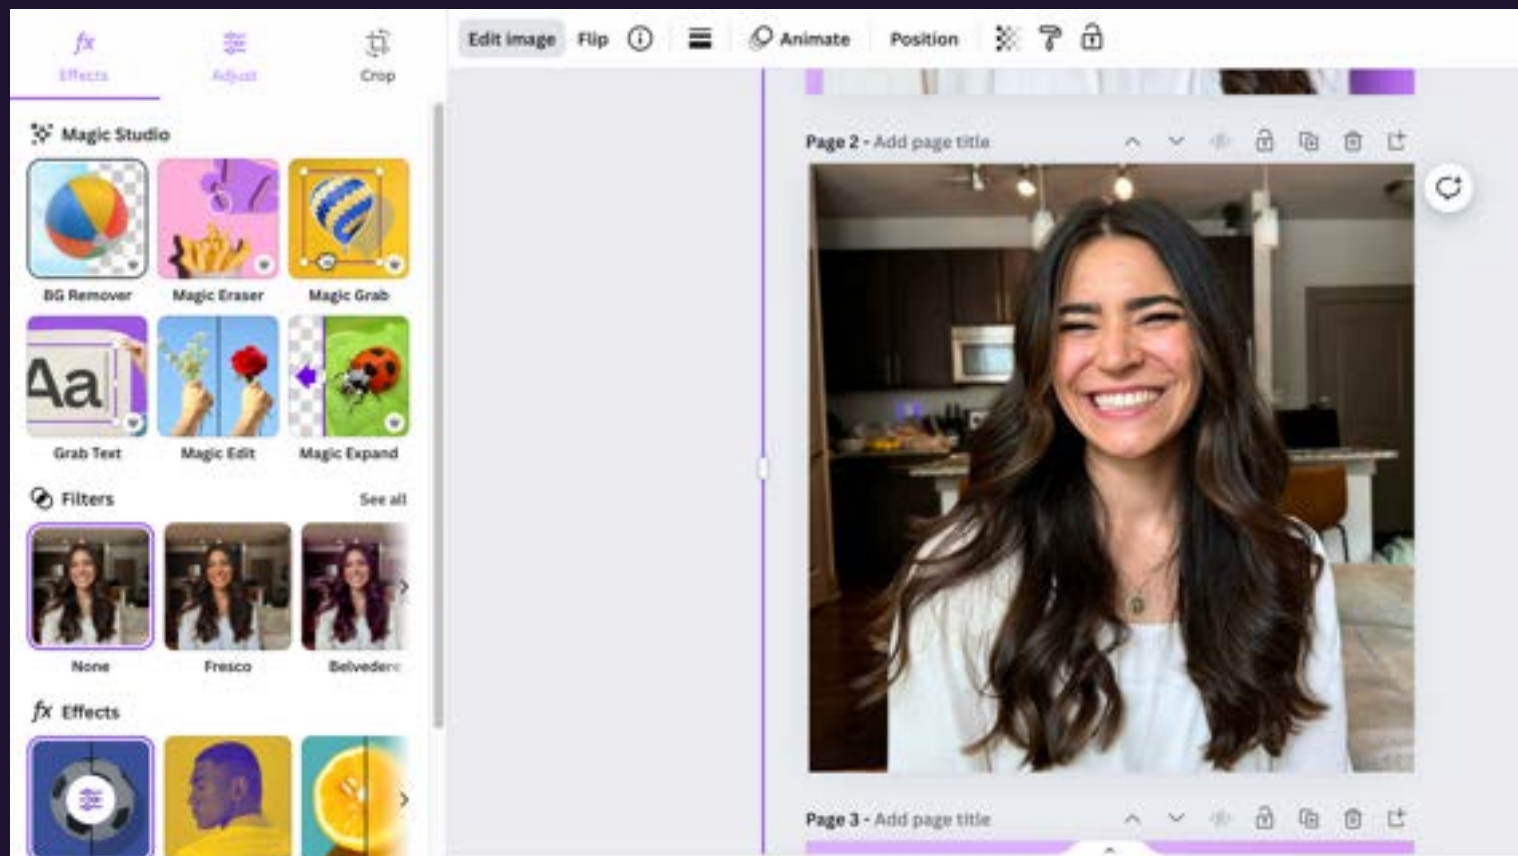 Effects Adjust Crop
Edit image Flip Animate Position
Magic Studio
BG Remover Magic Eraser Magic Grab
Aa
Grab Text Magic Edit Magic Expand
Filters See all
None Fresco Belvedere
fx Effects
Page 2 - Add page title
Page 3 - Add page title